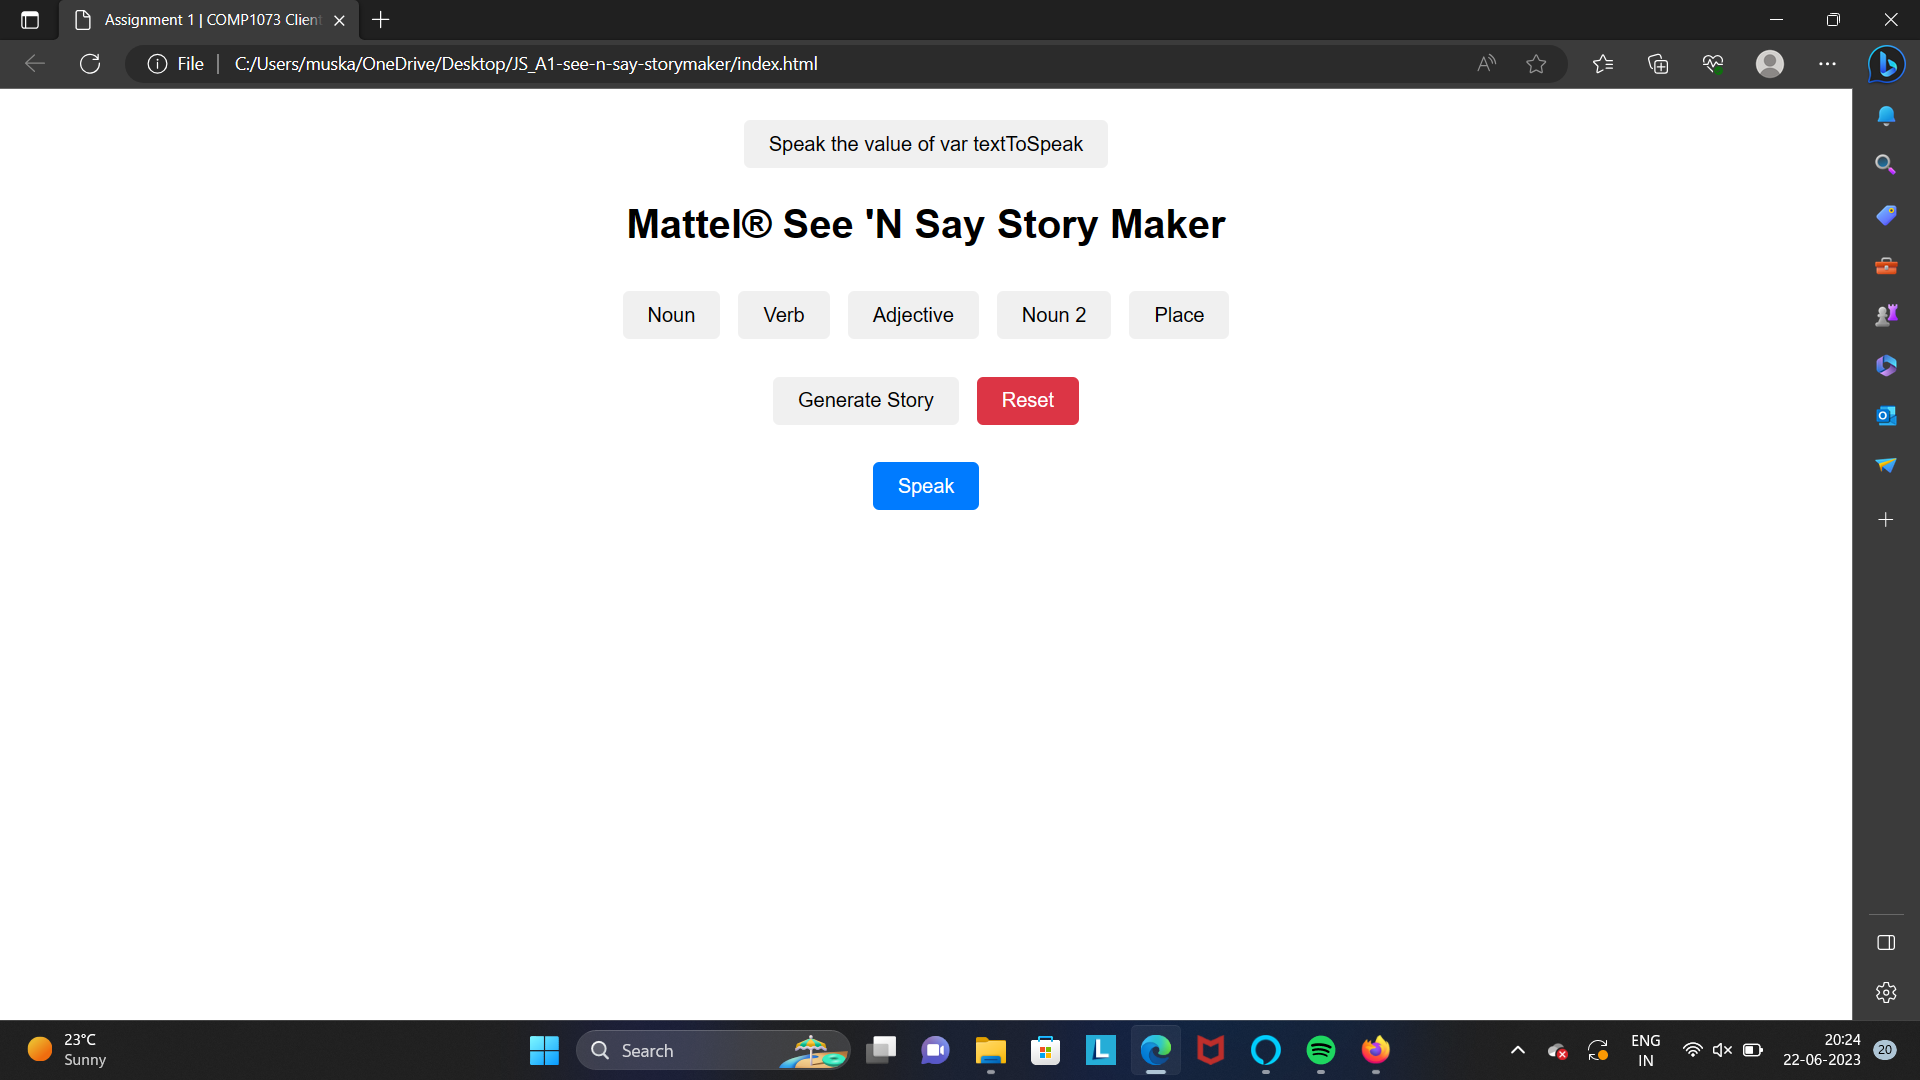 Assignment 1 | COMP1073 Clien
File
C:/Users/muska/OneDrive/Desktop/JS_A1-see-n-say-storymaker/index.html
Speak the value of var textToSpeak
Mattel® See 'N Say Story Maker
Noun Verb Adjective Noun 2 Place
Generate Story Reset
Speak
23°C
Sunny
Search
ENG
IN
20:24
22-06-2023
20